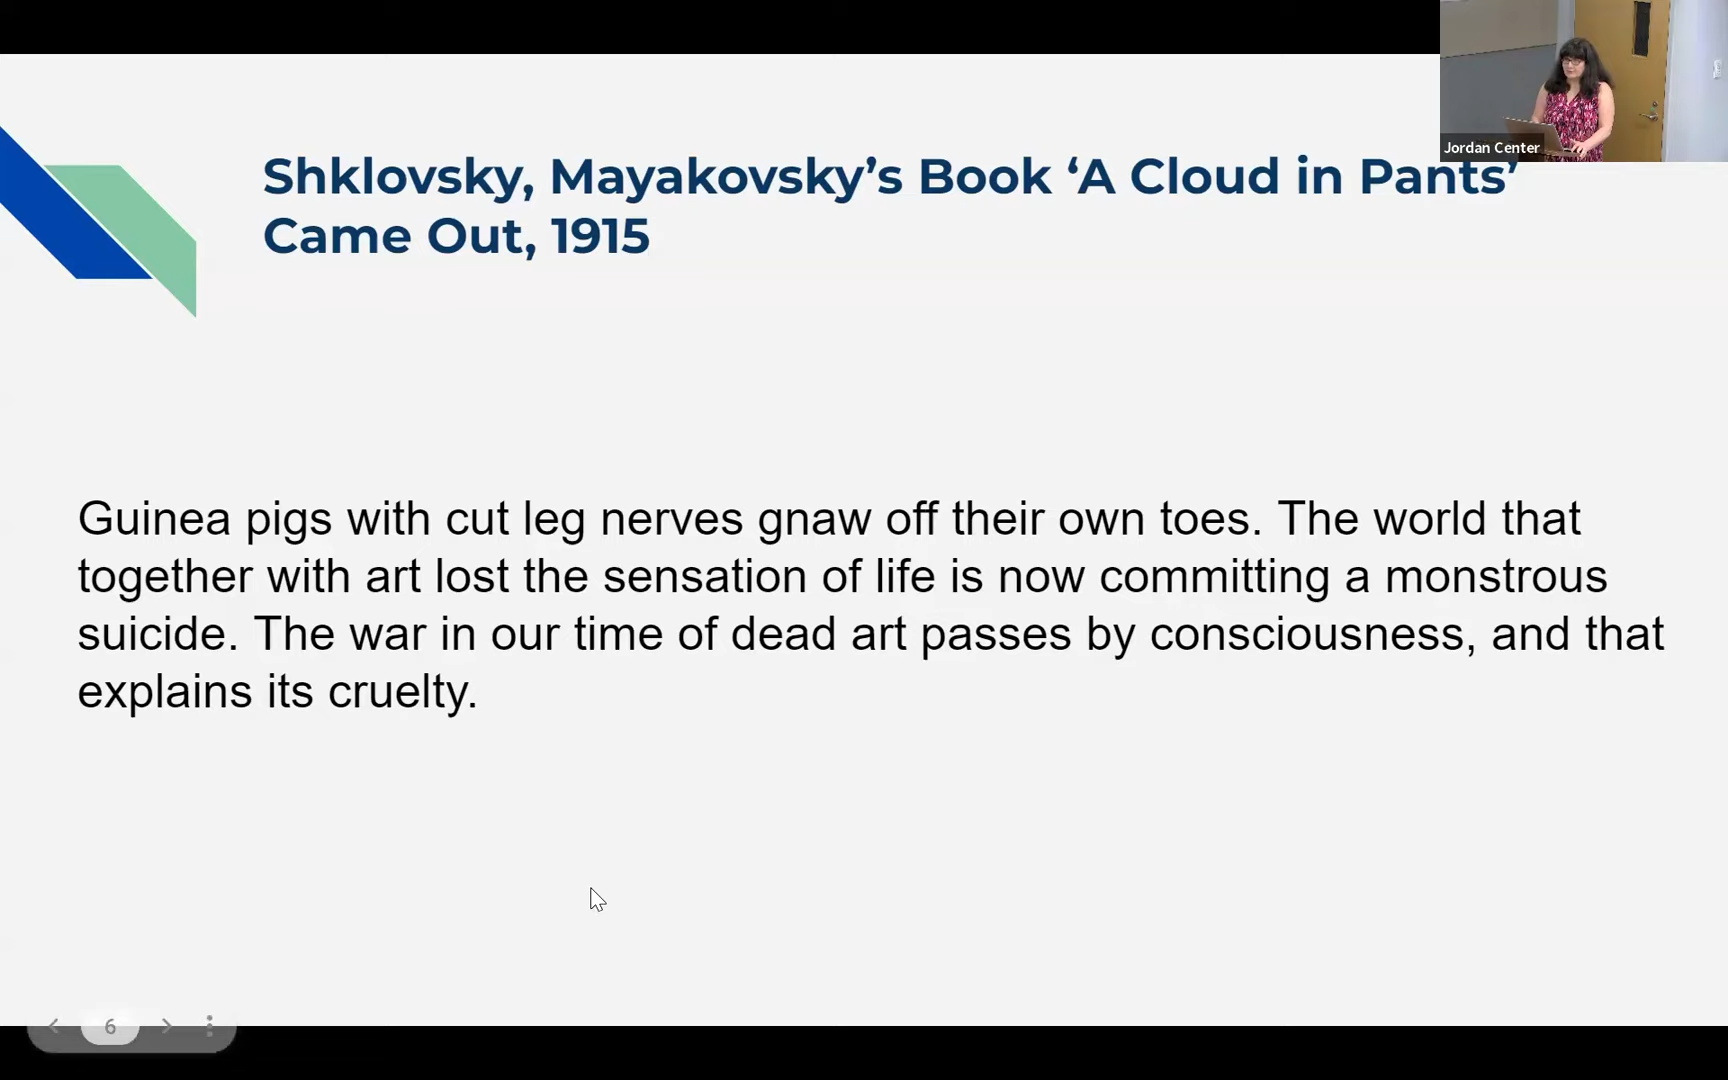 Jordan Center
Shklovsky, Mayakovsky’s Book ‘A Cloud in Pants’
Came Out, 1915
Guinea pigs with cut leg nerves gnaw off their own toes. The world that
together with art lost the sensation of life is now committing a monstrous
suicide. The war in our time of dead art passes by consciousness, and that
explains its cruelty.
6